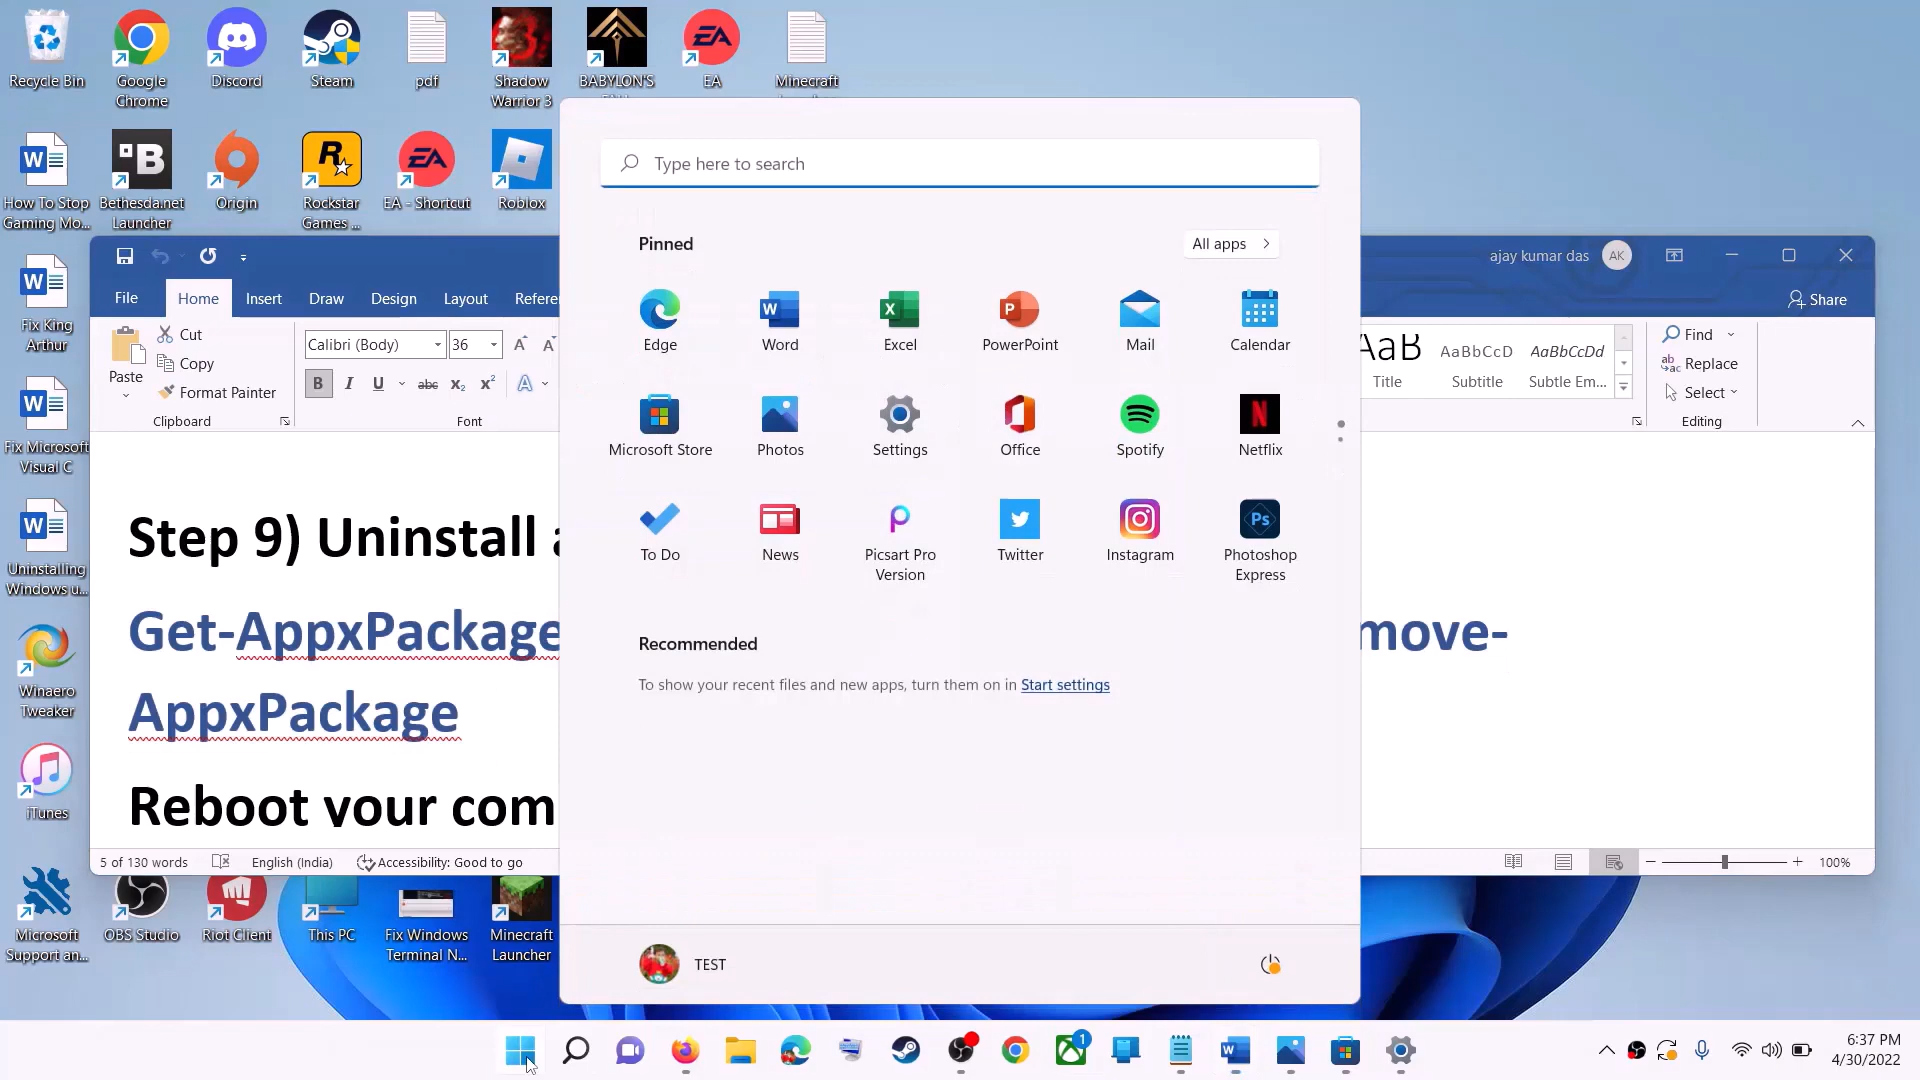 Recycle Bin
Google
Chrome
Discord
Steam
pdf
Shadow
Warrior 3
BABYLON'S
EA
Minecraft
How To Stop
Gaming Mo...
Bethesda.net
Launcher
Origin
Rockstar
Games ...
EA - Shortcut
Roblox
Fix King
Arthur
Fix Microsoft
Visual C
Uninstalling
Windows u...
Winaero
Tweaker
iTunes
Microsoft
Support an...
OBS Studio
Riot Client
This PC
Fix Windows
Terminal N...
Minecraft
Launcher
ajay kumar das
AK
File
Home
Insert
Draw
Design
Layout
Refere
Share
Paste
Cut
Copy
Format Painter
Clipboard
Calibri (Body)
36
Font
AaB
Title
AaBbCcD
Subtitle
AaBbCcDd
Subtle Em...
Find
Replace
Select
Editing
Step 9) Uninstall
Get-AppxPackage
move-
AppxPackage
Reboot your com
5 of 130 words
English (India)
Accessibility: Good to go
100%
Type here to search
Pinned
All apps
Edge
Word
Excel
PowerPoint
Mail
Calendar
Microsoft Store
Photos
Settings
Office
Spotify
Netflix
To Do
News
Picsart Pro
Version
Twitter
Instagram
Photoshop
Express
Recommended
To show your recent files and new apps, turn them on in Start settings
TEST
1
6:37 PM
4/30/2022